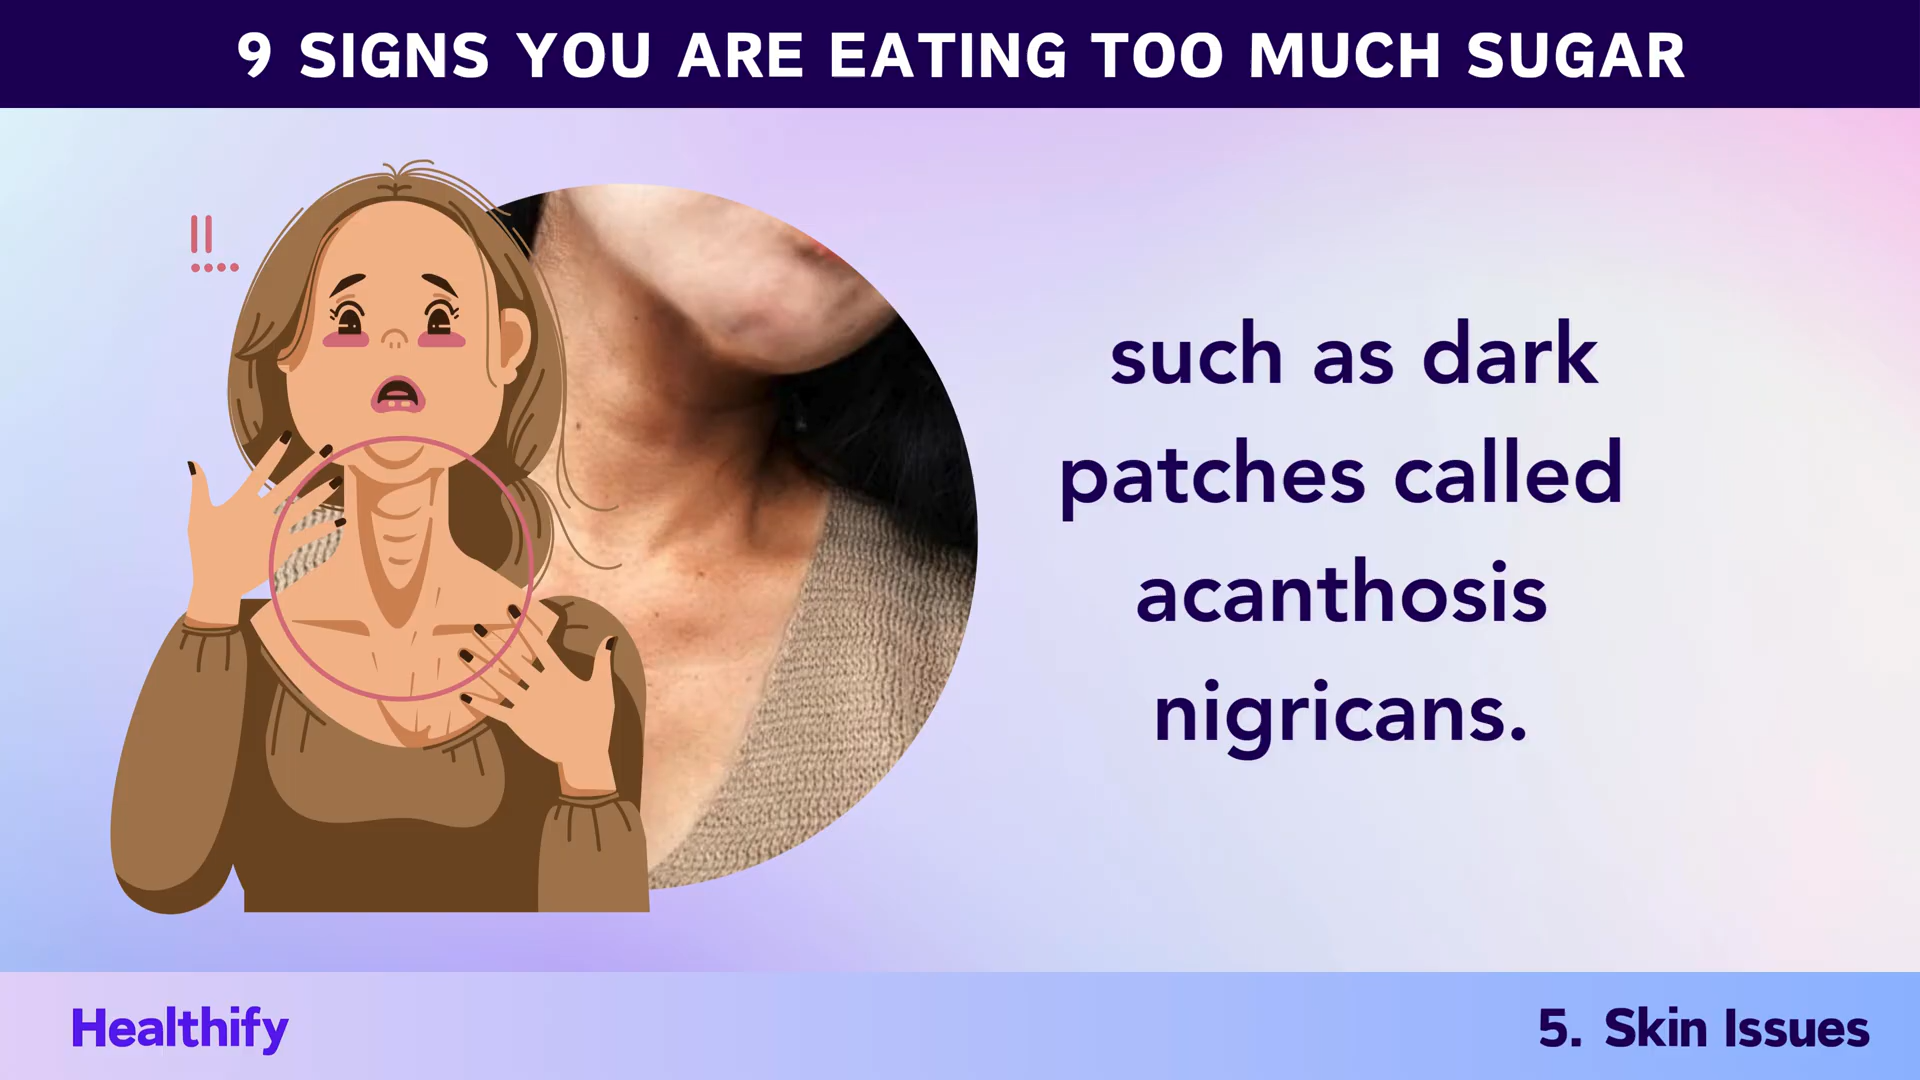 9 SIGNS YOU ARE EATING TOO MUCH SUGAR
such as dark
patches called
acanthosis
nigricans.
Healthify
5. Skin Issues